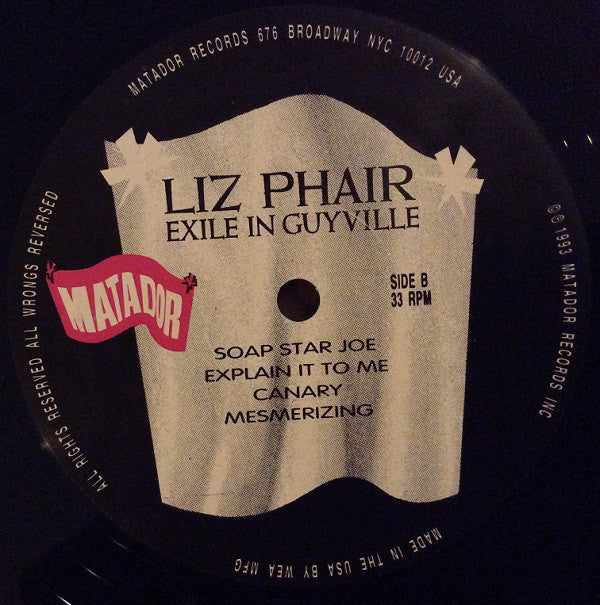 MATADOR RECORDS 676 BROADWAY NYC 10012 USA
LIZ PHAIR
EXILE IN GUYVILLE
MATADOR
SIDE B
33 RPM
SOAP STAR JOE
EXPLAIN IT TO ME
CANARY
MESMERIZING
ALL RIGHTS RESERVED ALL WRONGS REVERSED
©℗ 1993 MATADOR RECORDS INC
MADE IN THE USA BY WEA MFG